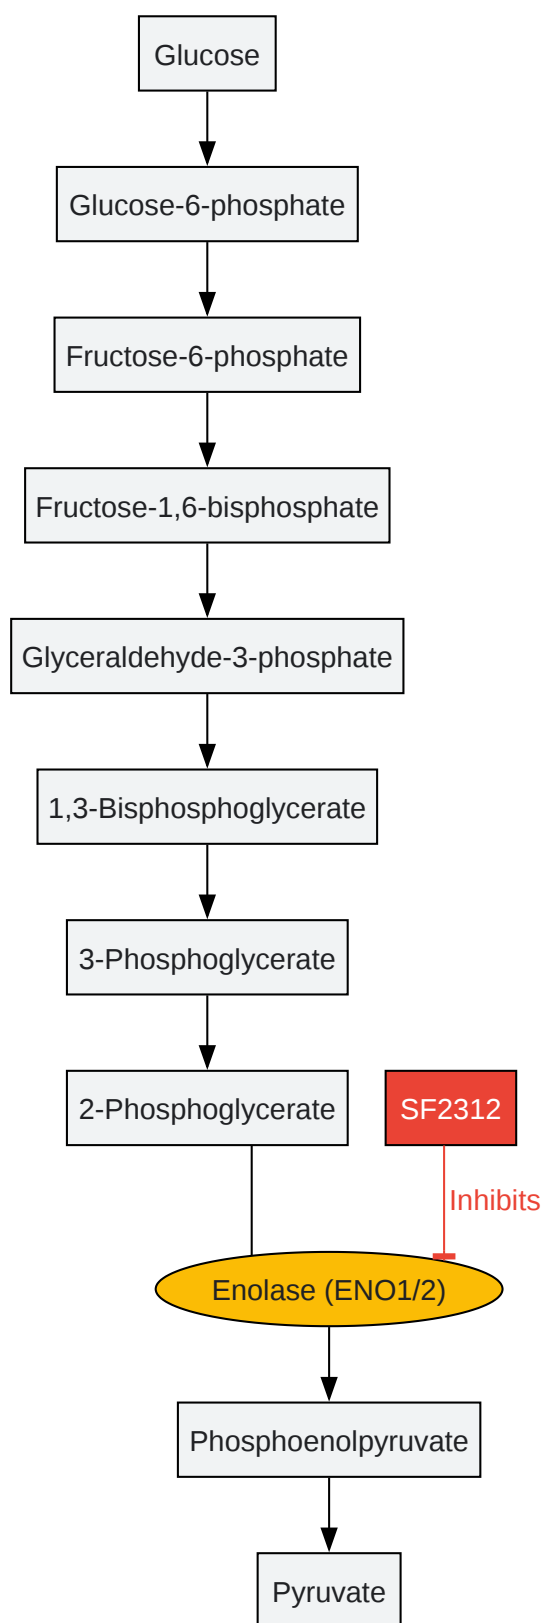 Glucose
Glucose-6-phosphate
Fructose-6-phosphate
Fructose-1,6-bisphosphate
Glyceraldehyde-3-phosphate
1,3-Bisphosphoglycerate
3-Phosphoglycerate
2-Phosphoglycerate
SF2312
Inhibits
Enolase (ENO1/2)
Phosphoenolpyruvate
Pyruvate